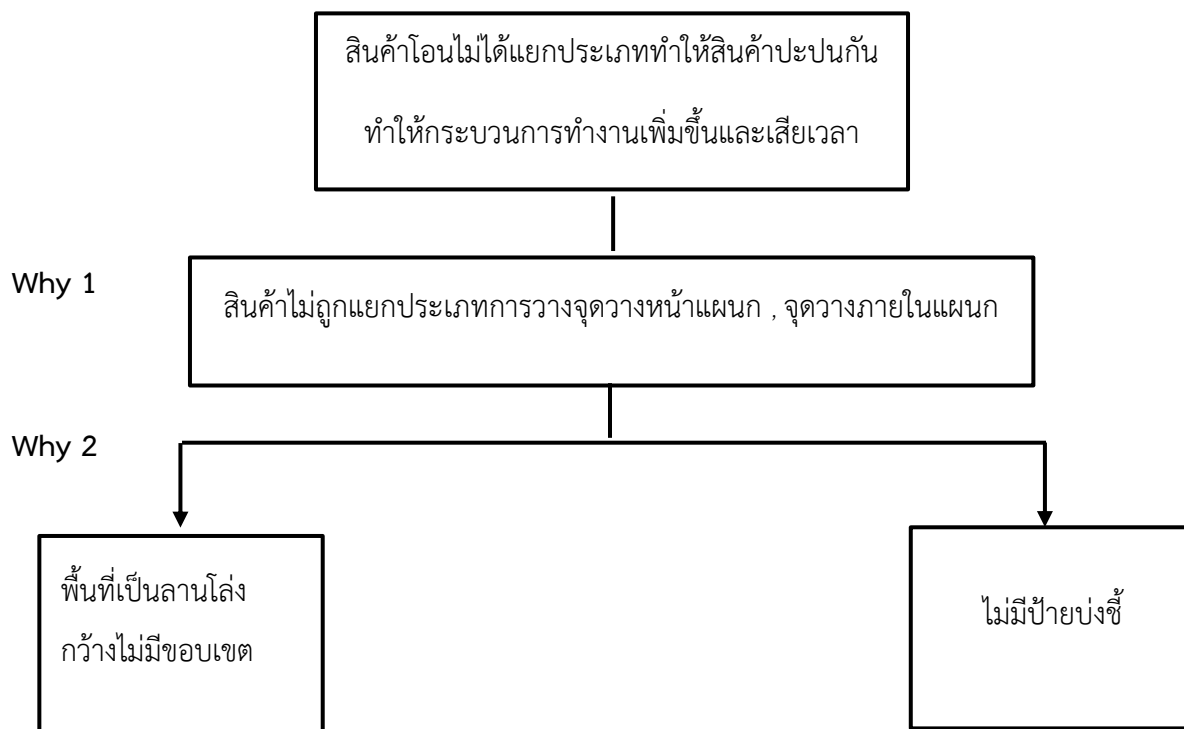 สินค้าโอนไม่ได้แยกประเภททำให้สินค้าปะปนกัน
ทำให้กระบวนการทำงานเพิ่มขึ้นและเสียเวลา
Why 1
สินค้าไม่ถูกแยกประเภทการวางจุดวางหน้าแผนก , จุดวางภายในแผนก
Why 2
พื้นที่เป็นลานโล่ง
กว้างไม่มีขอบเขต
ไม่มีป้ายบ่งชี้